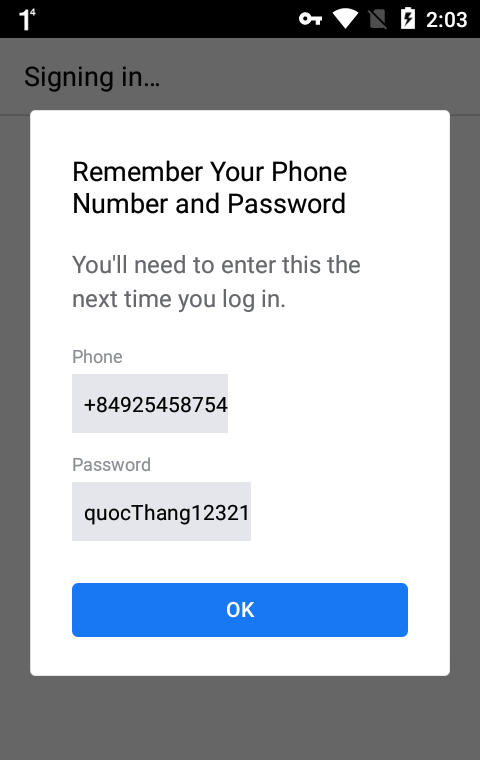 1⁴ 2:03
Signing in...
Remember Your Phone
Number and Password
You'll need to enter this the
next time you log in.
Phone
+84925458754
Password
quocThang12321
OK